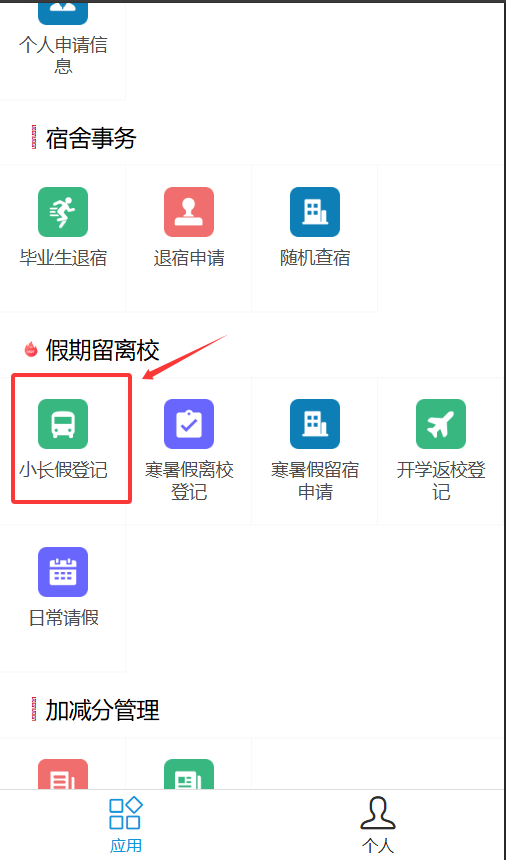 个人申请信
息
宿舍事务
毕业生退宿
退宿申请
随机查宿
假期留离校
小长假登记
寒暑假离校
登记
寒暑假留宿
申请
开学返校登
记
日常请假
加减分管理
应用
个人